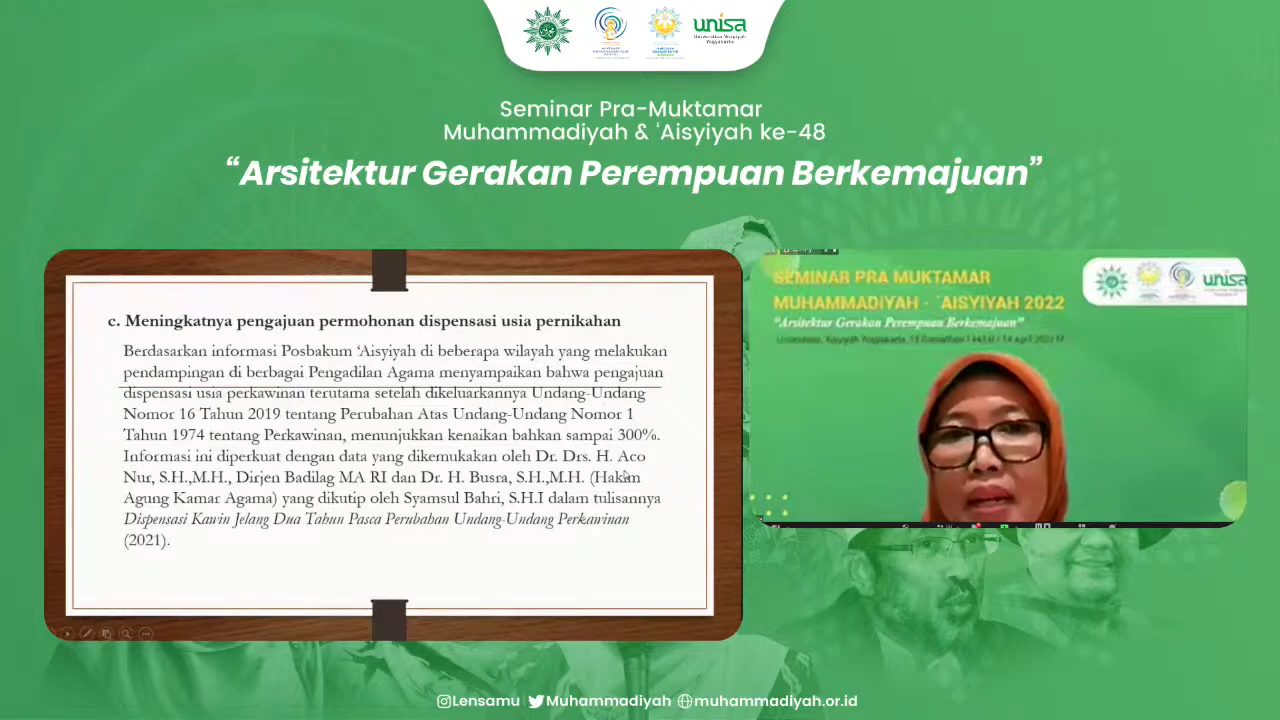 unisa
Universitas 'Aisyiyah
Yogyakarta
Seminar Pra-Muktamar
Muhammadiyah & 'Aisyiyah ke-48
“Arsitektur Gerakan Perempuan Berkemajuan”
c. Meningkatnya pengajuan permohonan dispensasi usia pernikahan
Berdasarkan informasi Posbakum 'Aisyiyah di beberapa wilayah yang melakukan
pendampingan di berbagai Pengadilan Agama menyampaikan bahwa pengajuan
dispensasi usia perkawinan terutama setelah dikeluarkannya Undang-Undang
Nomor 16 Tahun 2019 tentang Perubahan Atas Undang-Undang Nomor 1
Tahun 1974 tentang Perkawinan, menunjukkan kenaikan bahkan sampai 300%.
Informasi ini diperkuat dengan data yang dikemukakan oleh Dr. Drs. H. Aco
Nur, S.H.,M.H., Dirjen Badilag MA RI dan Dr. H. Busra, S.H.,M.H. (Hakim
Agung Kamar Agama) yang dikutip oleh Syamsul Bahri, S.H.I dalam tulisannya
Dispensasi Kawin Jelang Dua Tahun Pasca Perubahan Undang-Undang Perkawinan
(2021).
SEMINAR PRA MUKTAMAR
MUHAMMADIYAH - 'AISYIYAH 2022
“Arsitektur Gerakan Perempuan Berkemajuan”
unisa
Lensamu Muhammadiyah muhammadiyah.or.id